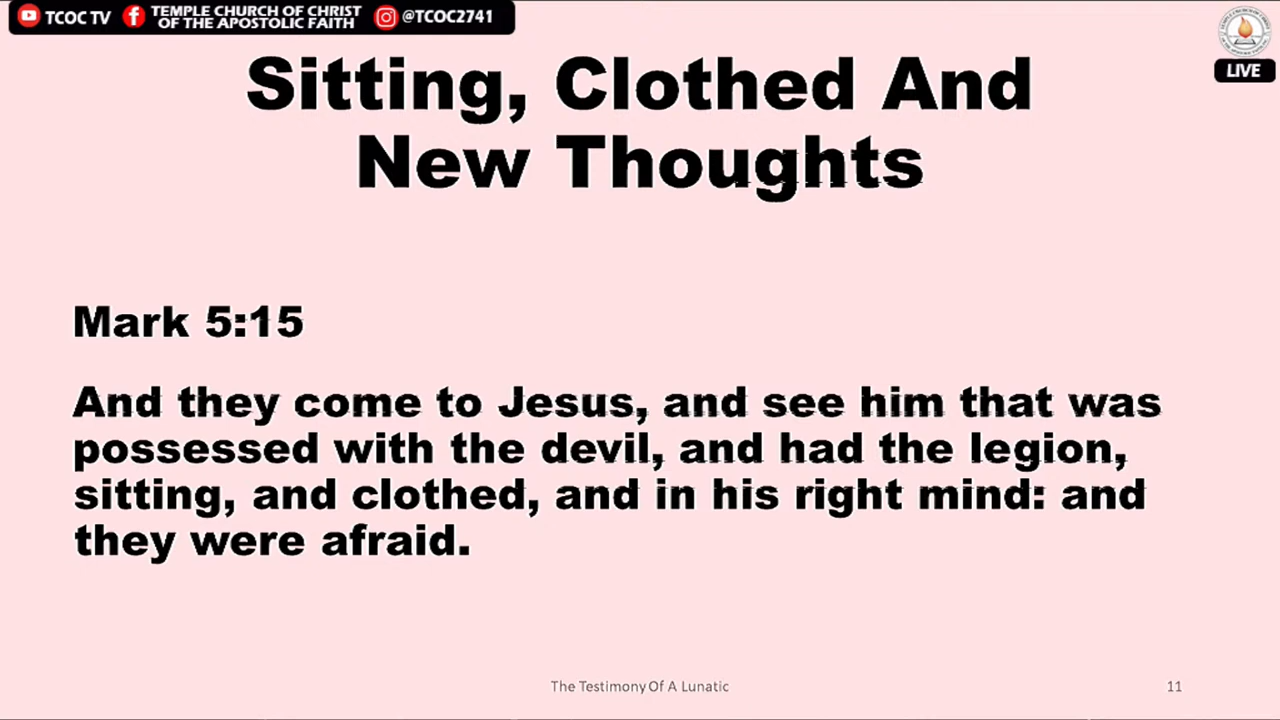 TCOC TV
TEMPLE CHURCH OF CHRIST
OF THE APOSTOLIC FAITH
@TCOC2741
LIVE
Sitting, Clothed And
New Thoughts
Mark 5:15
And they come to Jesus, and see him that was
possessed with the devil, and had the legion,
sitting, and clothed, and in his right mind: and
they were afraid.
The Testimony Of A Lunatic
11